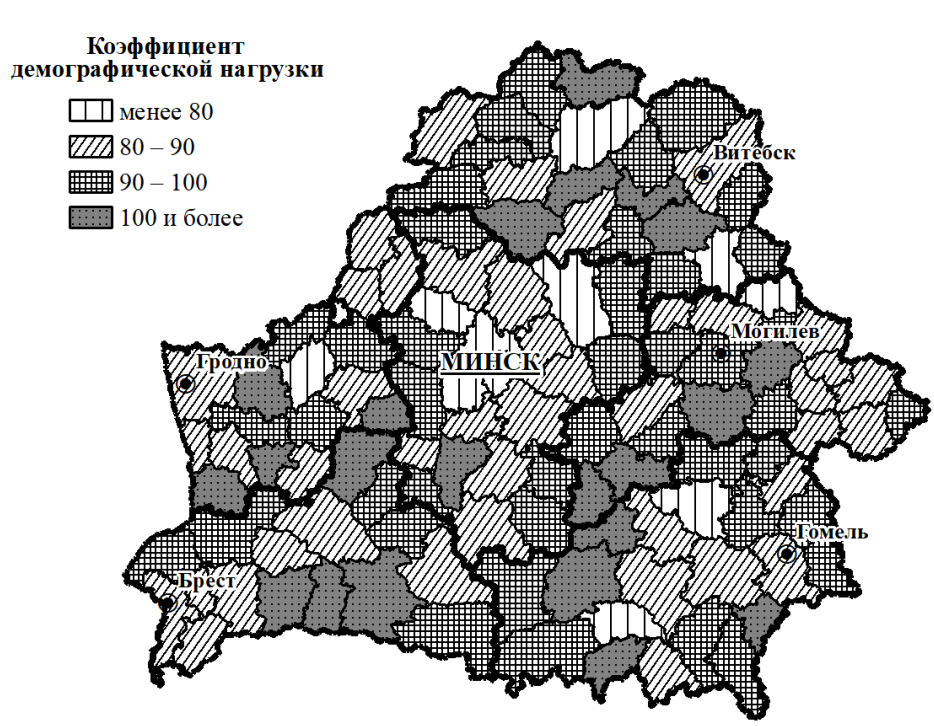 Коэффициент
демографической нагрузки
менее 80
80 – 90
90 – 100
100 и более
Витебск
Могилев
Гродно
МИНСК
Гомель
Брест